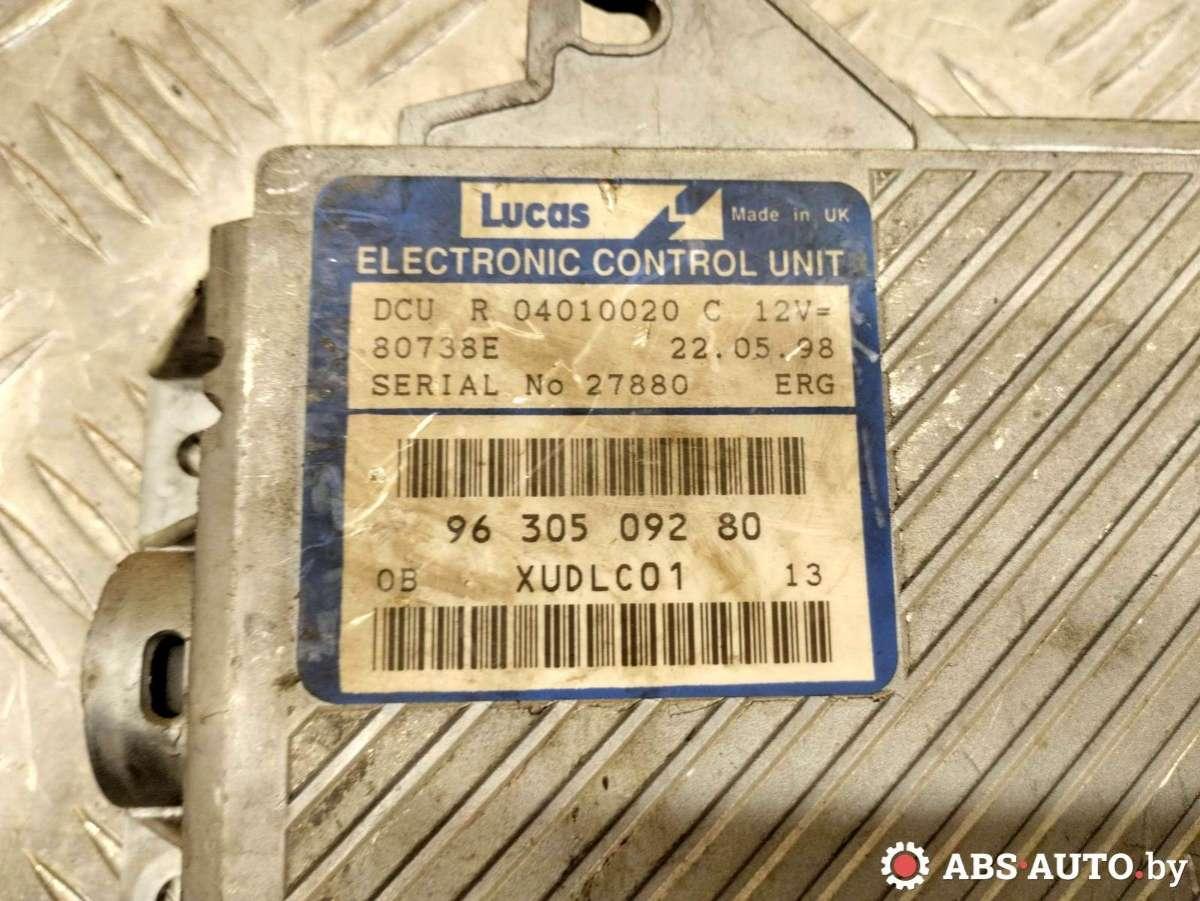 Lucas Made in UK
ELECTRONIC CONTROL UNIT
DCU R 04010020 C 12V=
80738E 22.05.98
SERIAL No 27880 ERG
96 305 092 80
0B XUDLC01 13
ABS-AUTO.by